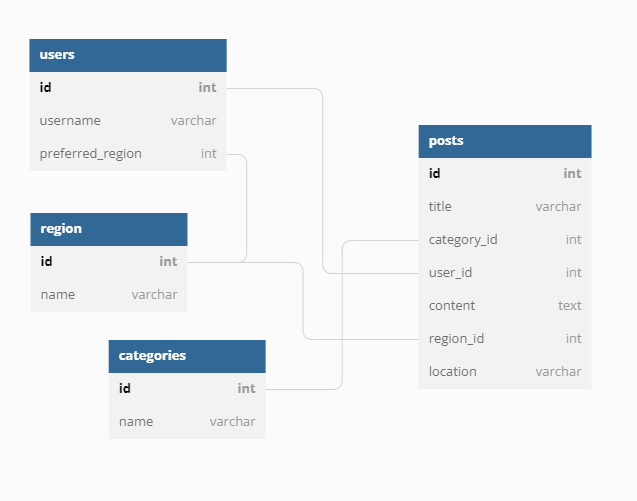 users
id int
username varchar
preferred_region int
region
id int
name varchar
categories
id int
name varchar
posts
id int
title varchar
category_id int
user_id int
content text
region_id int
location varchar